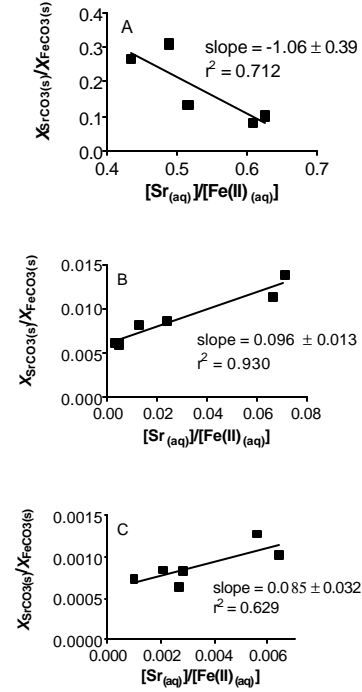 A
0.4
0.3
0.2
0.1
0.0
XSrCO3(s)/XFeCO3(s)
slope = -1.06 ± 0.39
r² = 0.712
0.4 0.5 0.6 0.7
[Sr(aq)]/[Fe(II)(aq)]
B
0.015
0.010
0.005
0.000
XSrCO3(s)/XFeCO3(s)
slope = 0.096 ± 0.013
r² = 0.930
0.00 0.02 0.04 0.06 0.08
[Sr(aq)]/[Fe(II)(aq)]
C
0.0015
0.0010
0.0005
0.0000
XSrCO3(s)/XFeCO3(s)
slope = 0.085 ± 0.032
r² = 0.629
0.000 0.002 0.004 0.006
[Sr(aq)]/[Fe(II)(aq)]